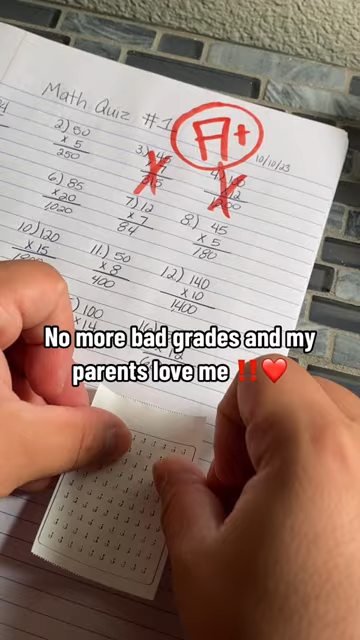 Math Quiz #1
A+
10/10/23
2.) 50
x 5
250
3.)
4.)
6.) 85
x 20
1020
7.) 12
x 7
84
8.) 45
x 5
180
10.) 120
x 15
11.) 50
x 8
400
12.) 140
x 10
1400
100
x 14
No more bad grades and my
parents love me ‼️❤️